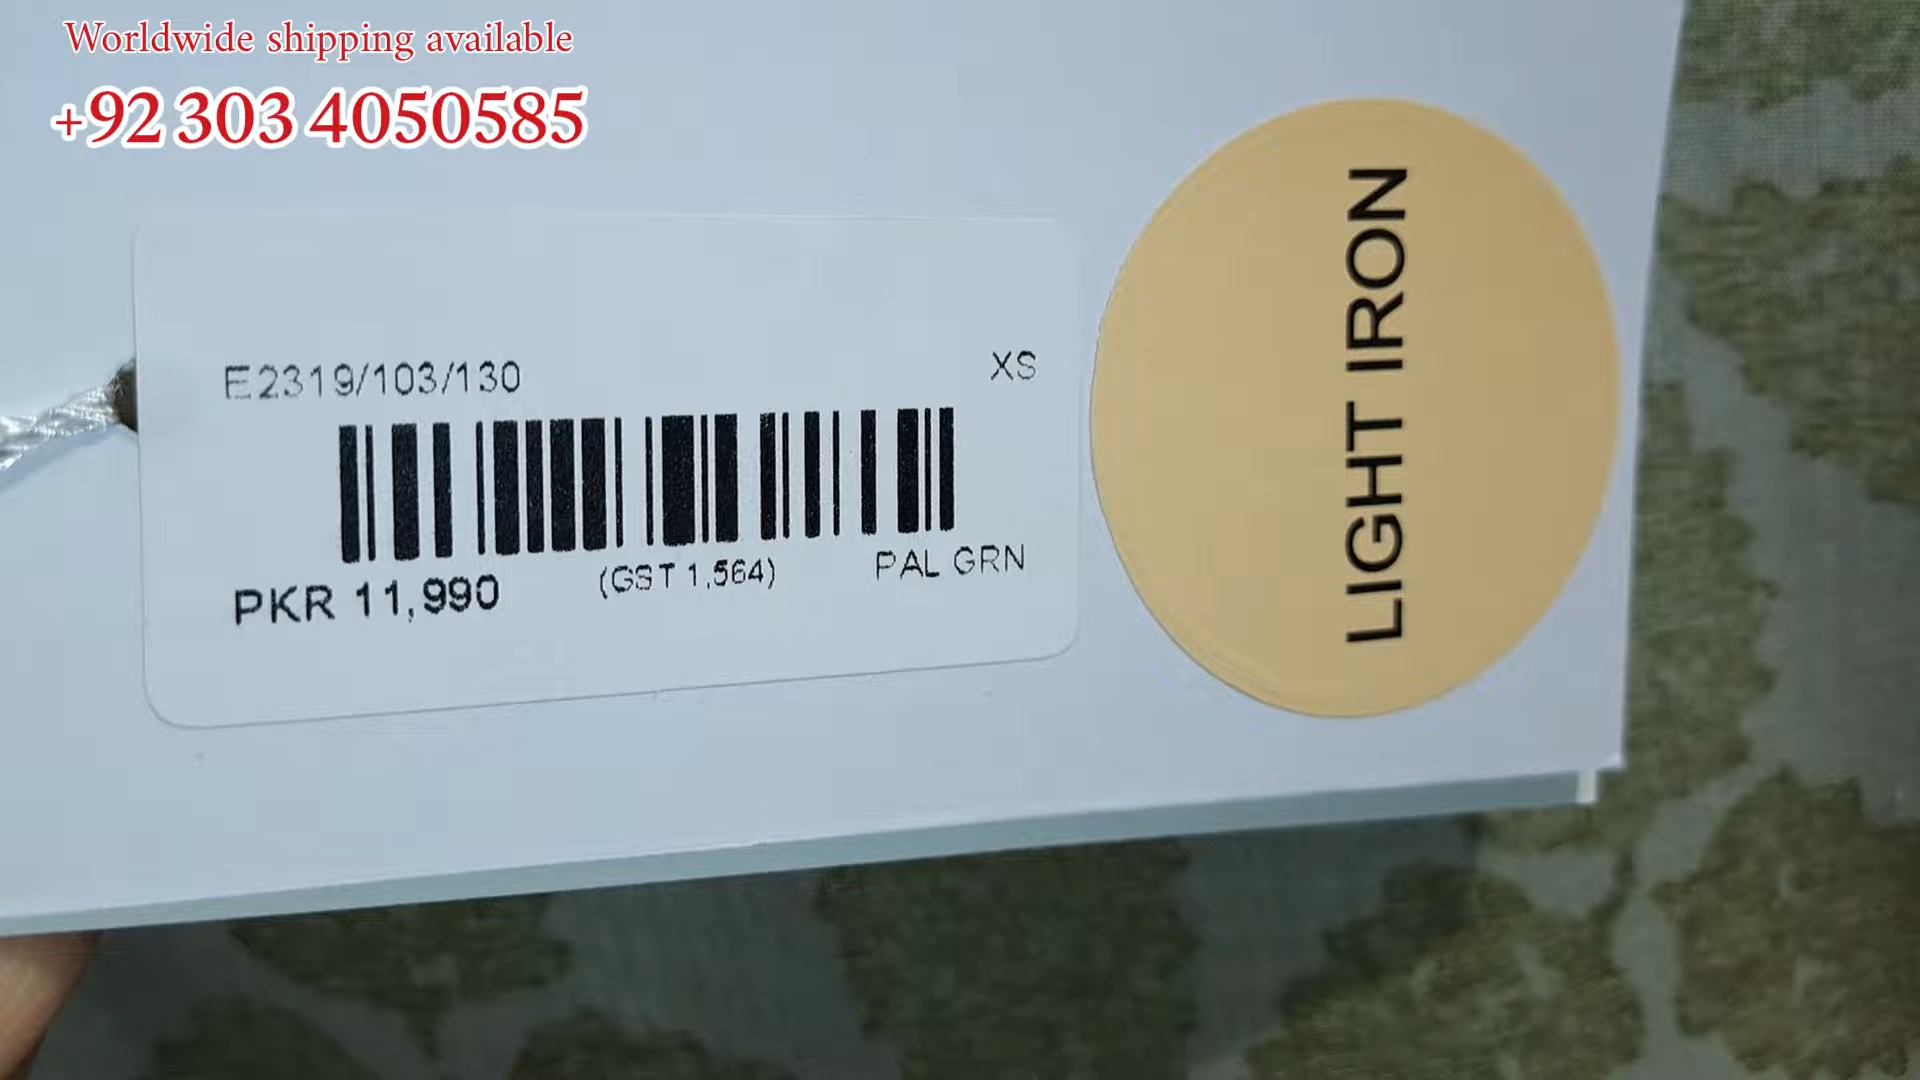 Worldwide shipping available
+92 303 4050585
E2319/103/130
XS
PKR 11,990
(GST 1,564)
PAL GRN
LIGHT IRON